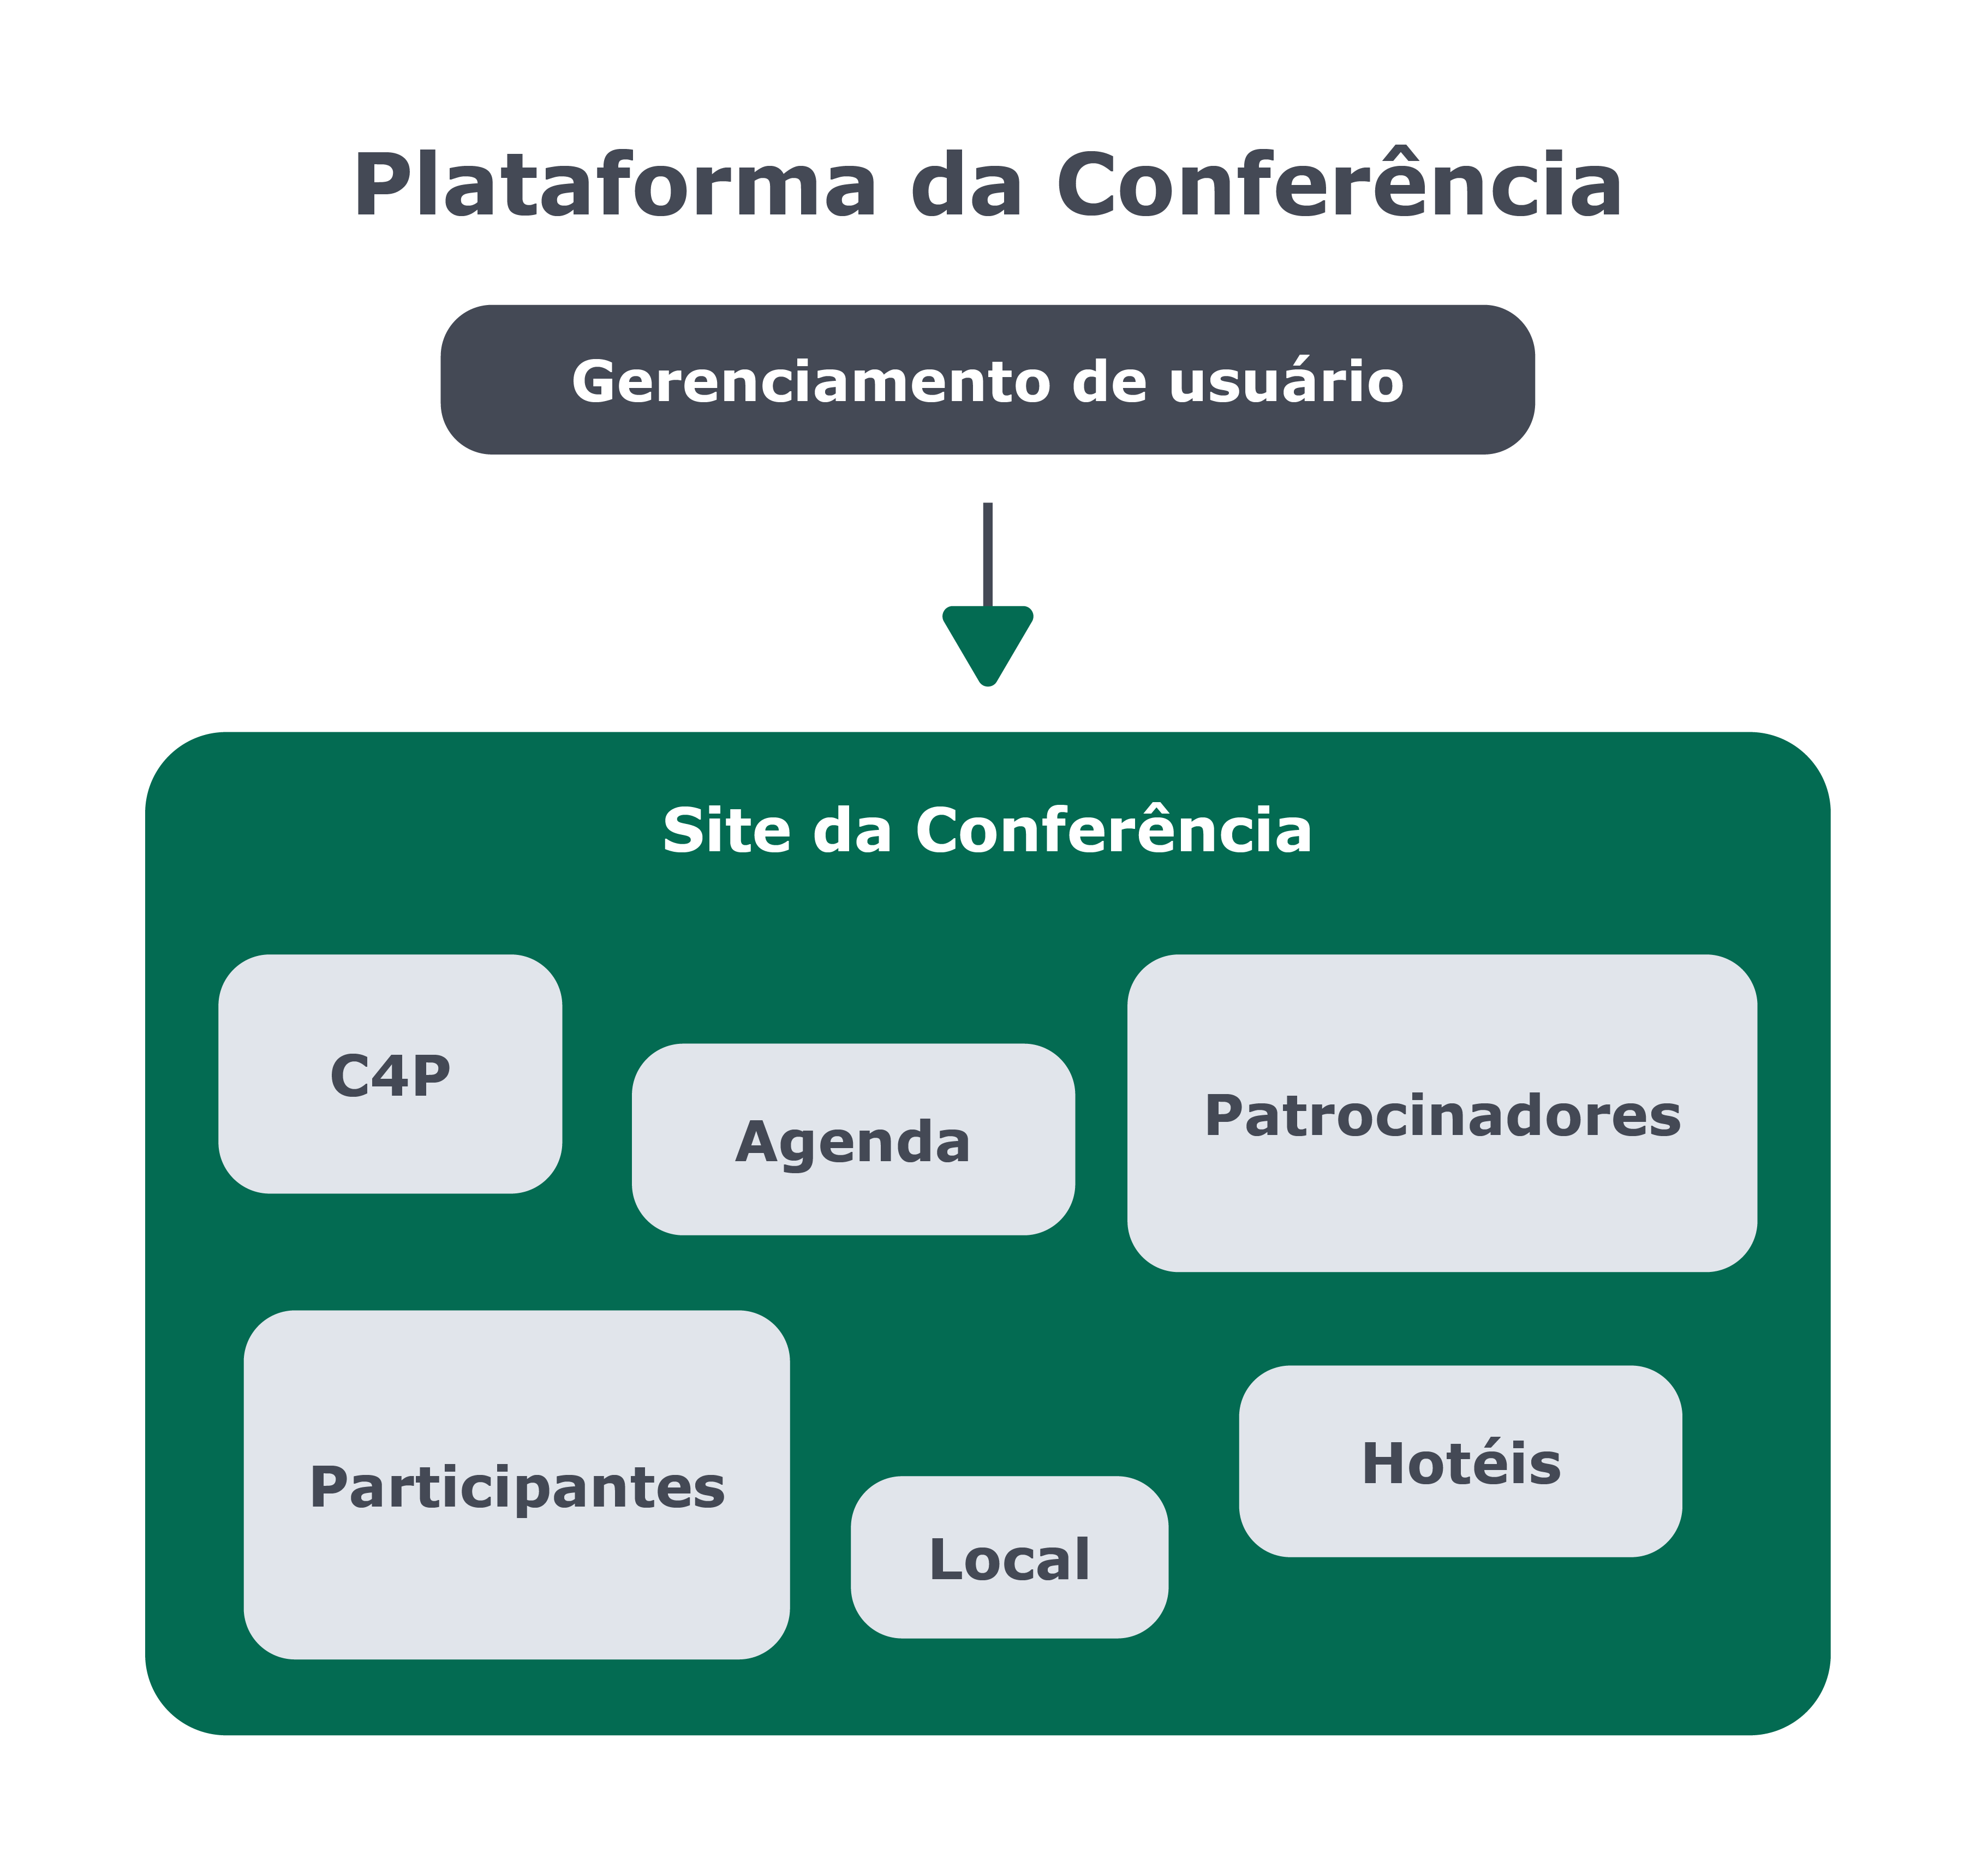 Plataforma da Conferência
Gerenciamento de usuário
Site da Conferência
C4P
Agenda
Patrocinadores
Participantes
Local
Hotéis